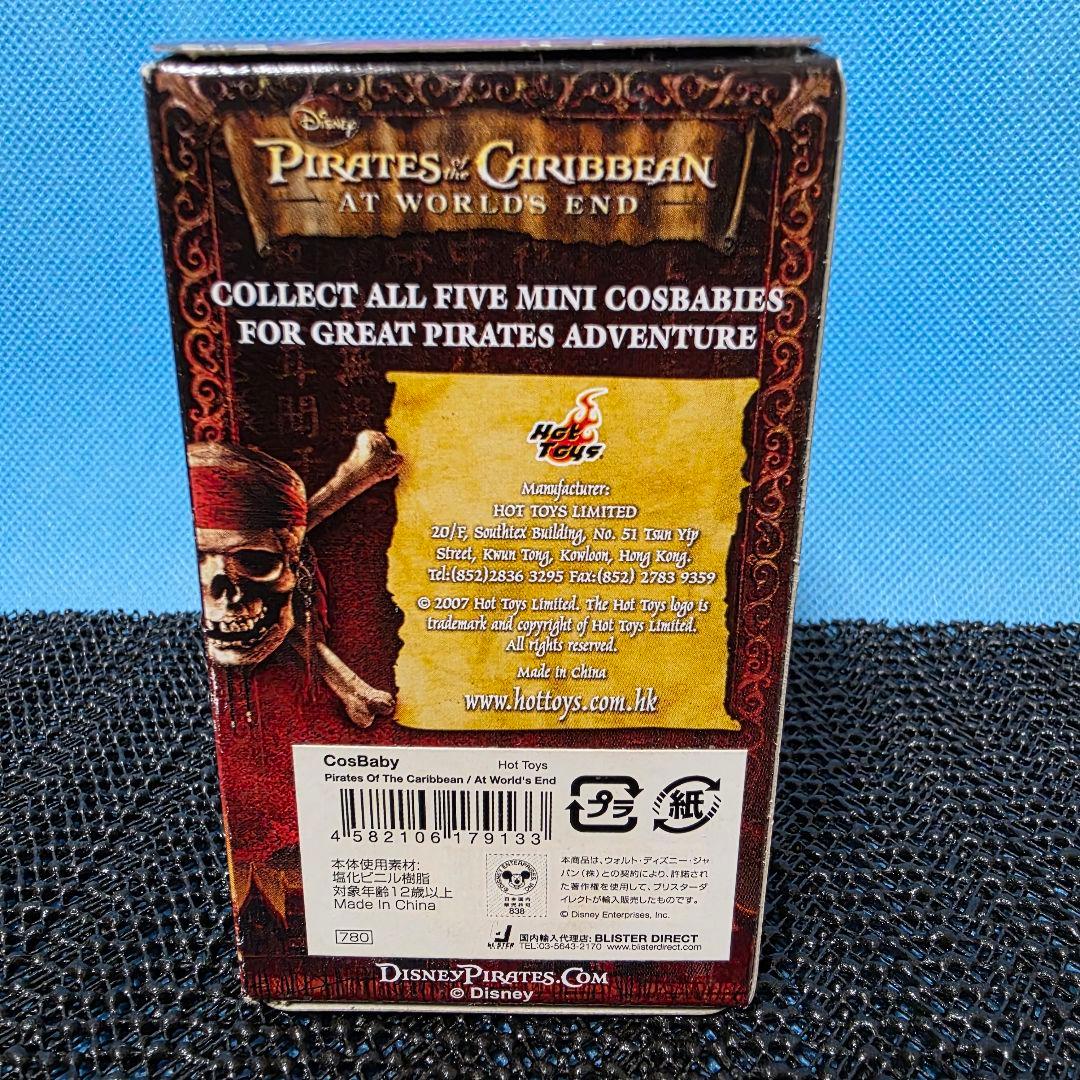 Disney
PIRATES of the CARIBBEAN
AT WORLD'S END
COLLECT ALL FIVE MINI COSBABIES
FOR GREAT PIRATES ADVENTURE
Hot Toys
Manufacturer:
HOT TOYS LIMITED
20/F, Southtex Building, No. 51 Tsun Yip
Street, Kwun Tong, Kowloon, Hong Kong.
Tel:(852)2836 3295 Fax:(852) 2783 9359
© 2007 Hot Toys Limited. The Hot Toys logo is
trademark and copyright of Hot Toys Limited.
All rights reserved.
Made in China
www.hottoys.com.hk
CosBaby Hot Toys
Pirates Of The Caribbean / At World's End
プラ 紙
4 582106 179133
本体使用素材:
塩化ビニル樹脂
対象年齢12歳以上
Made In China
780
838
本商品は、ウォルト・ディズニー・ジャ
パン(株)との契約により、許諾され
た著作権を使用して、ブリスターダ
イレクトが輸入販売したものです。
© Disney Enterprises, Inc.
国内輸入代理店: BLISTER DIRECT
TEL:03-5643-2170 www.blisterdirect.com
DISNEYPIRATES.COM
© Disney